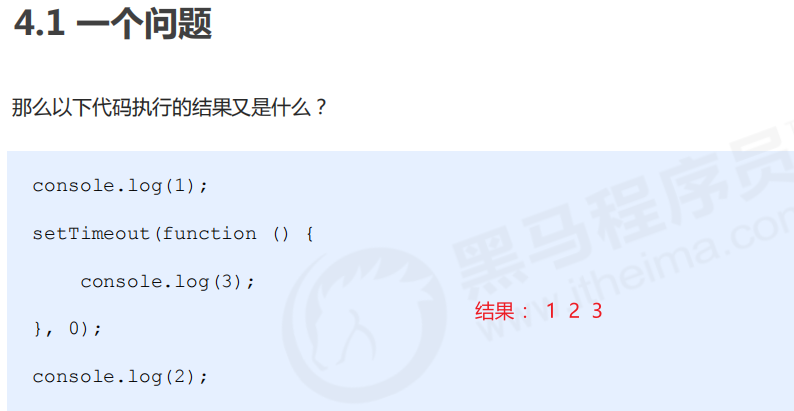 4.1 一个问题
那么以下代码执行的结果又是什么？
console.log(1);
setTimeout(function () {
    console.log(3);
}, 0);
console.log(2);
结果： 1 2 3
黑马程序员
www.itheima.com